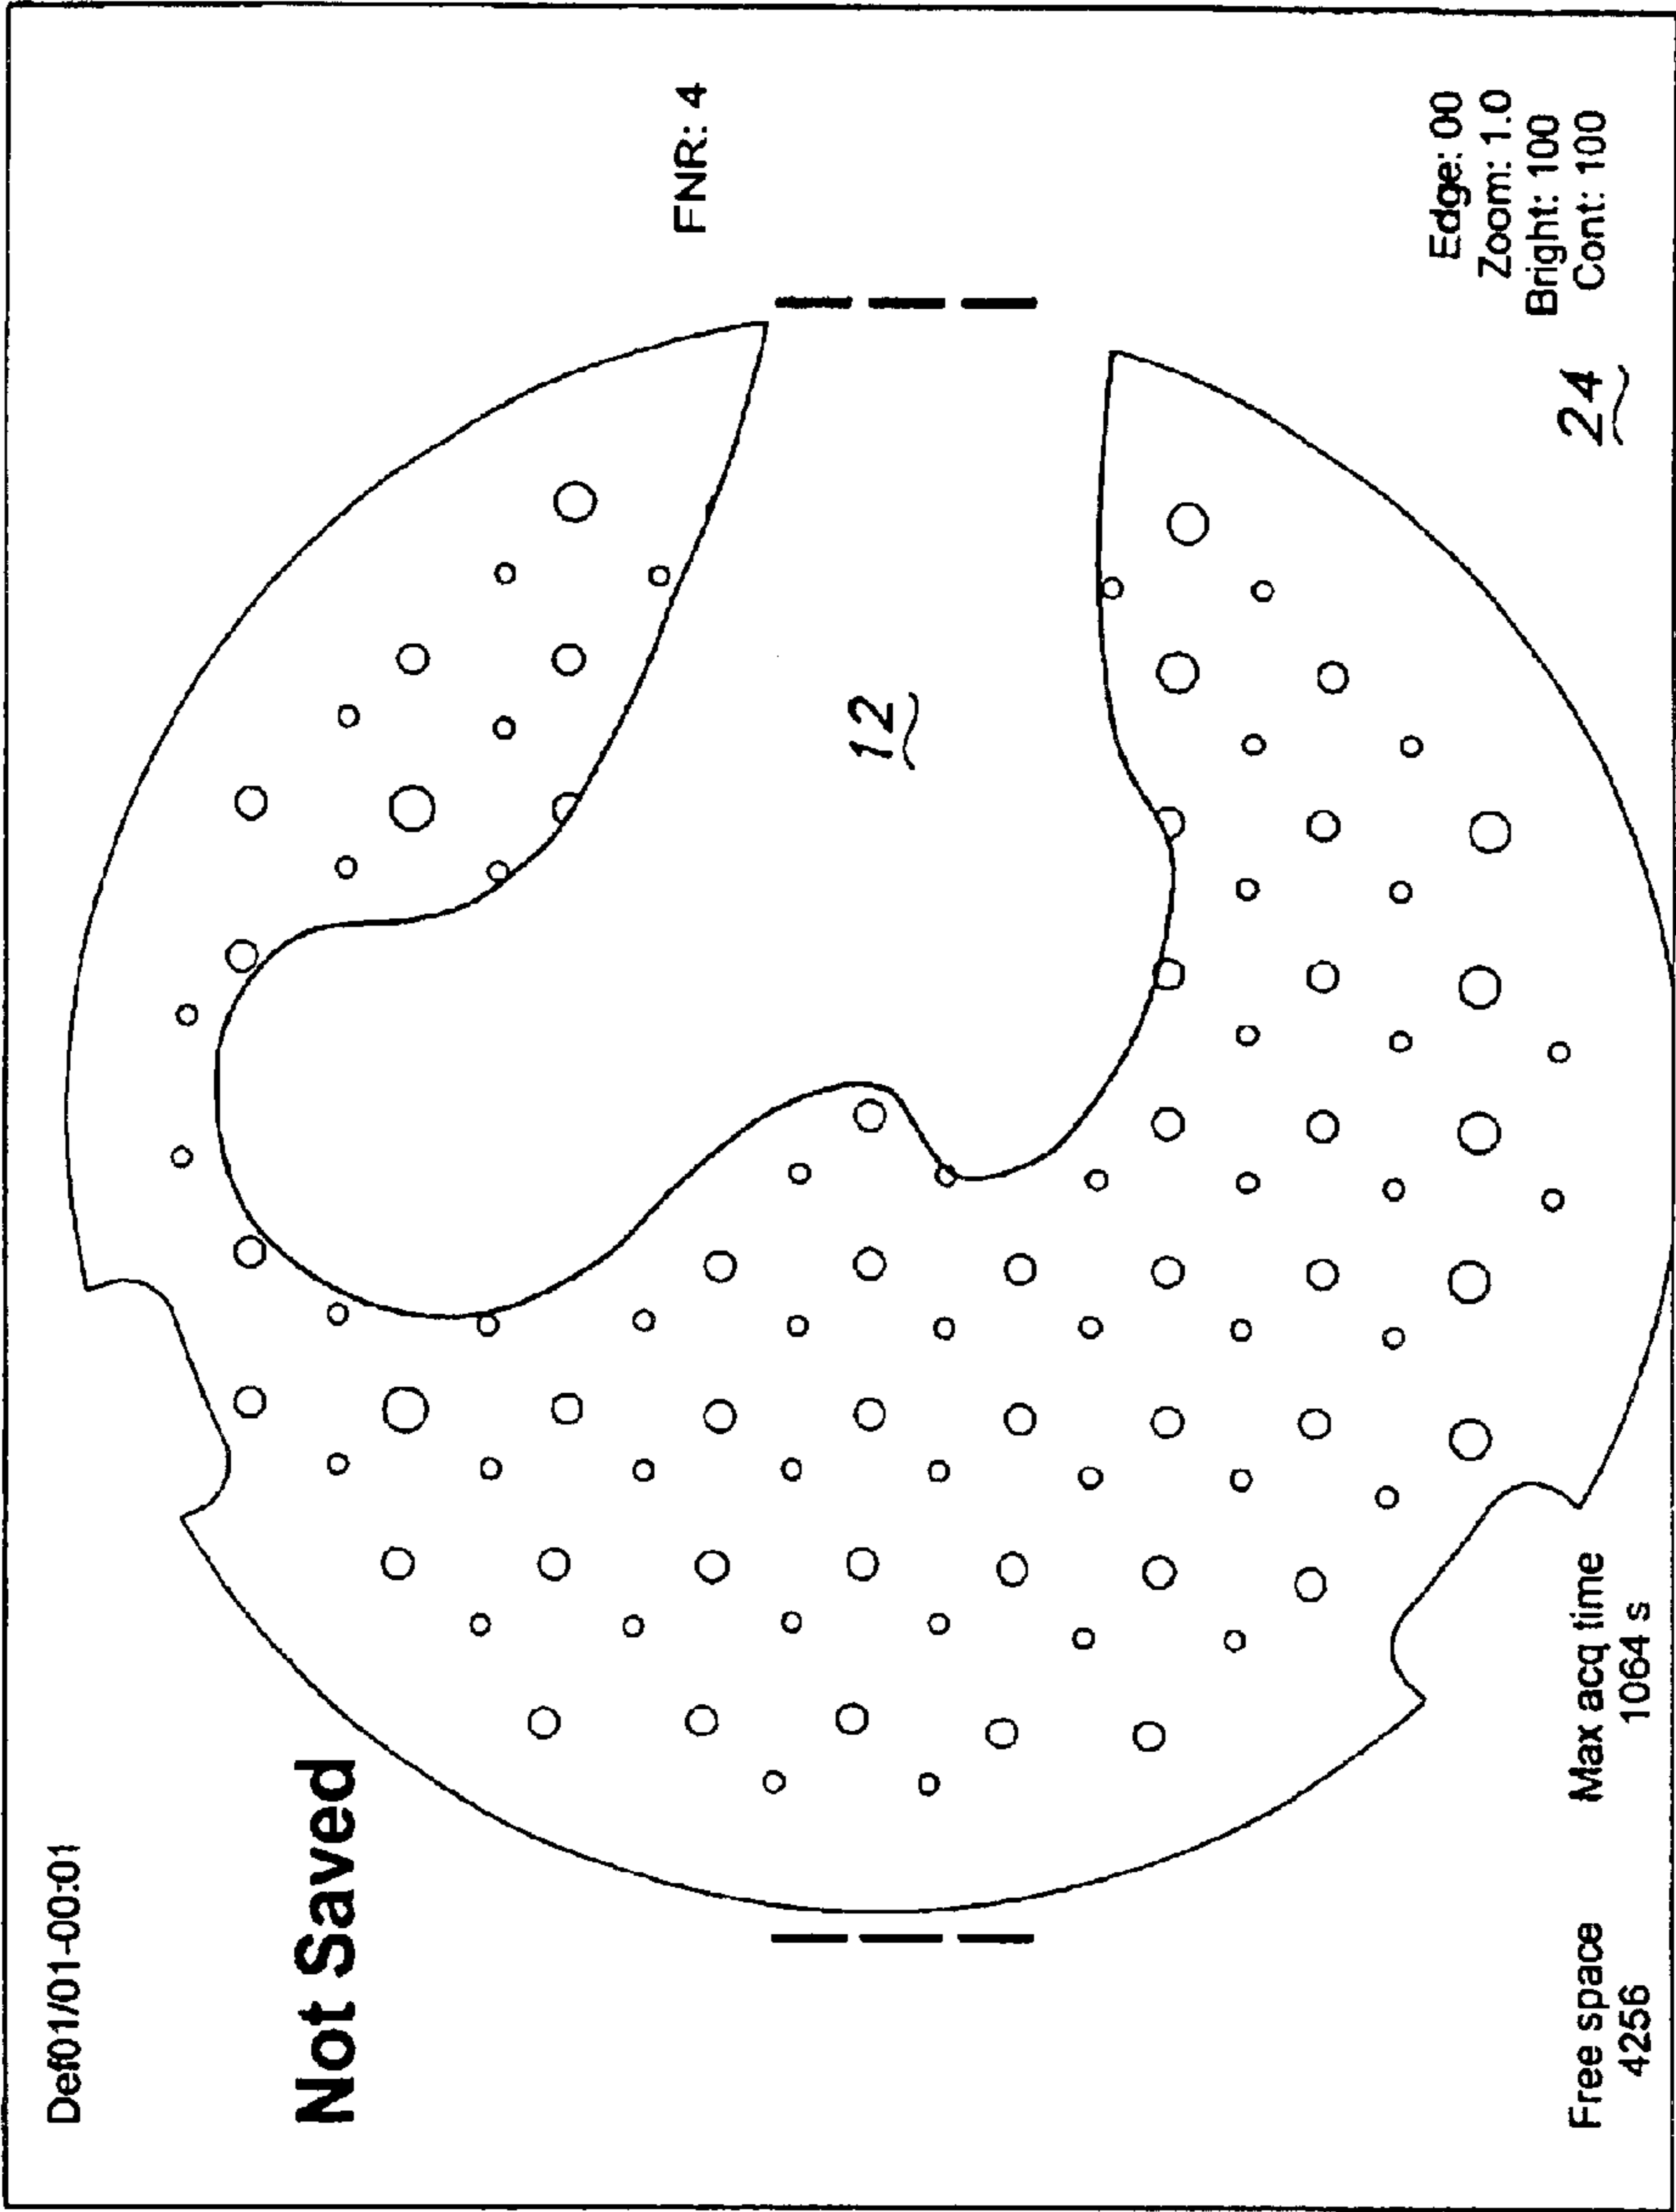 Def01/01-00:01
Not Saved
FNR: 4
12
Free space
4256
Max acq time
1064 s
Edge: 00
Zoom: 1.0
Bright: 100
Cont: 100
24